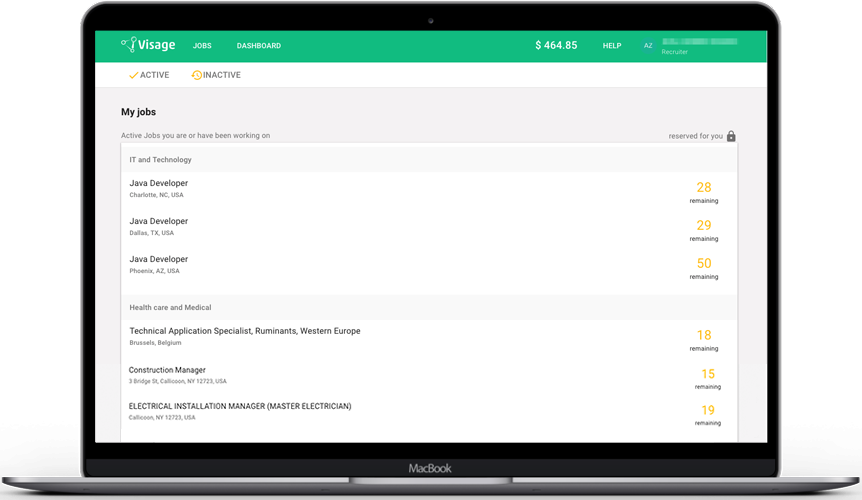 Visage JOBS DASHBOARD $ 464.85 HELP AZ
Recruiter
ACTIVE INACTIVE
My jobs
Active Jobs you are or have been working on reserved for you
IT and Technology
Java Developer 28
Charlotte, NC, USA remaining
Java Developer 29
Dallas, TX, USA remaining
Java Developer 50
Phoenix, AZ, USA remaining
Health care and Medical
Technical Application Specialist, Ruminants, Western Europe 18
Brussels, Belgium remaining
Construction Manager 15
3 Bridge St, Callicoon, NY 12723, USA remaining
ELECTRICAL INSTALLATION MANAGER (MASTER ELECTRICIAN) 19
Callicoon, NY 12723, USA remaining
MacBook